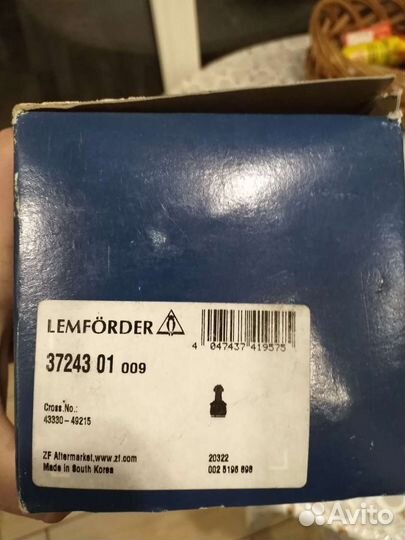 LEMFÖRDER
4 047437 419575
37243 01 009
Cross.No.:
43330-49215
ZF Aftermarket,www.zf.com
20322
Made in South Korea
002 5196 898
Avito